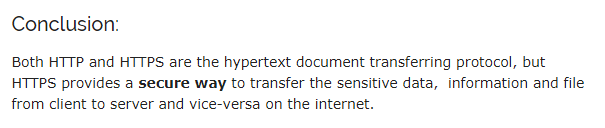 Conclusion:
Both HTTP and HTTPS are the hypertext document transferring protocol, but
HTTPS provides a secure way to transfer the sensitive data,  information and file
from client to server and vice-versa on the internet.